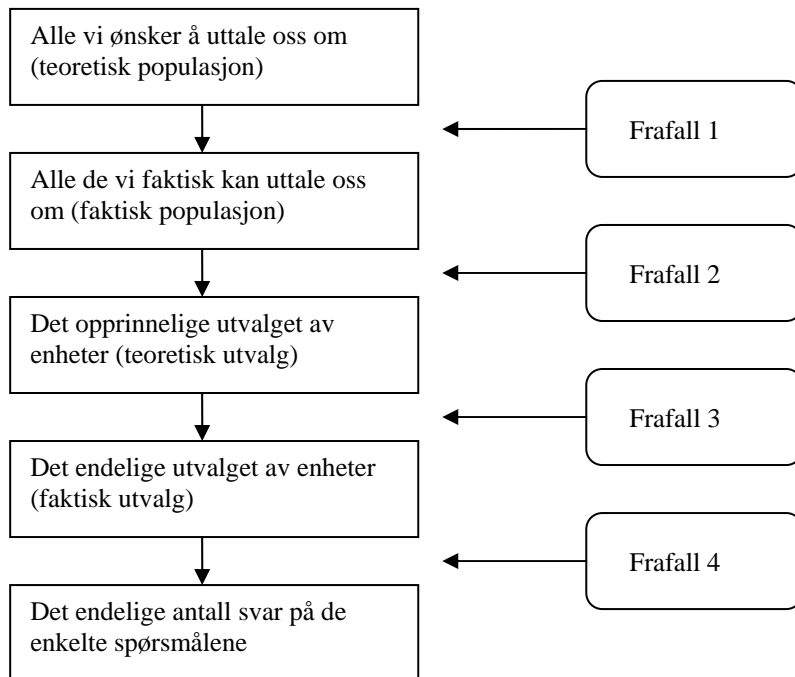 Alle vi ønsker å uttale oss om
(teoretisk populasjon)
Frafall 1
Alle de vi faktisk kan uttale oss
om (faktisk populasjon)
Frafall 2
Det opprinnelige utvalget av
enheter (teoretisk utvalg)
Frafall 3
Det endelige utvalget av enheter
(faktisk utvalg)
Frafall 4
Det endelige antall svar på de
enkelte spørsmålene